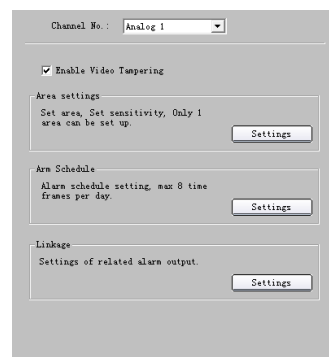 Channel No.: Analog 1
Enable Video Tampering
Area settings
Set area, Set sensitivity, Only 1
area can be set up.
Settings
Arm Schedule
Alarm schedule setting, max 8 time
frames per day.
Settings
Linkage
Settings of related alarm output.
Settings